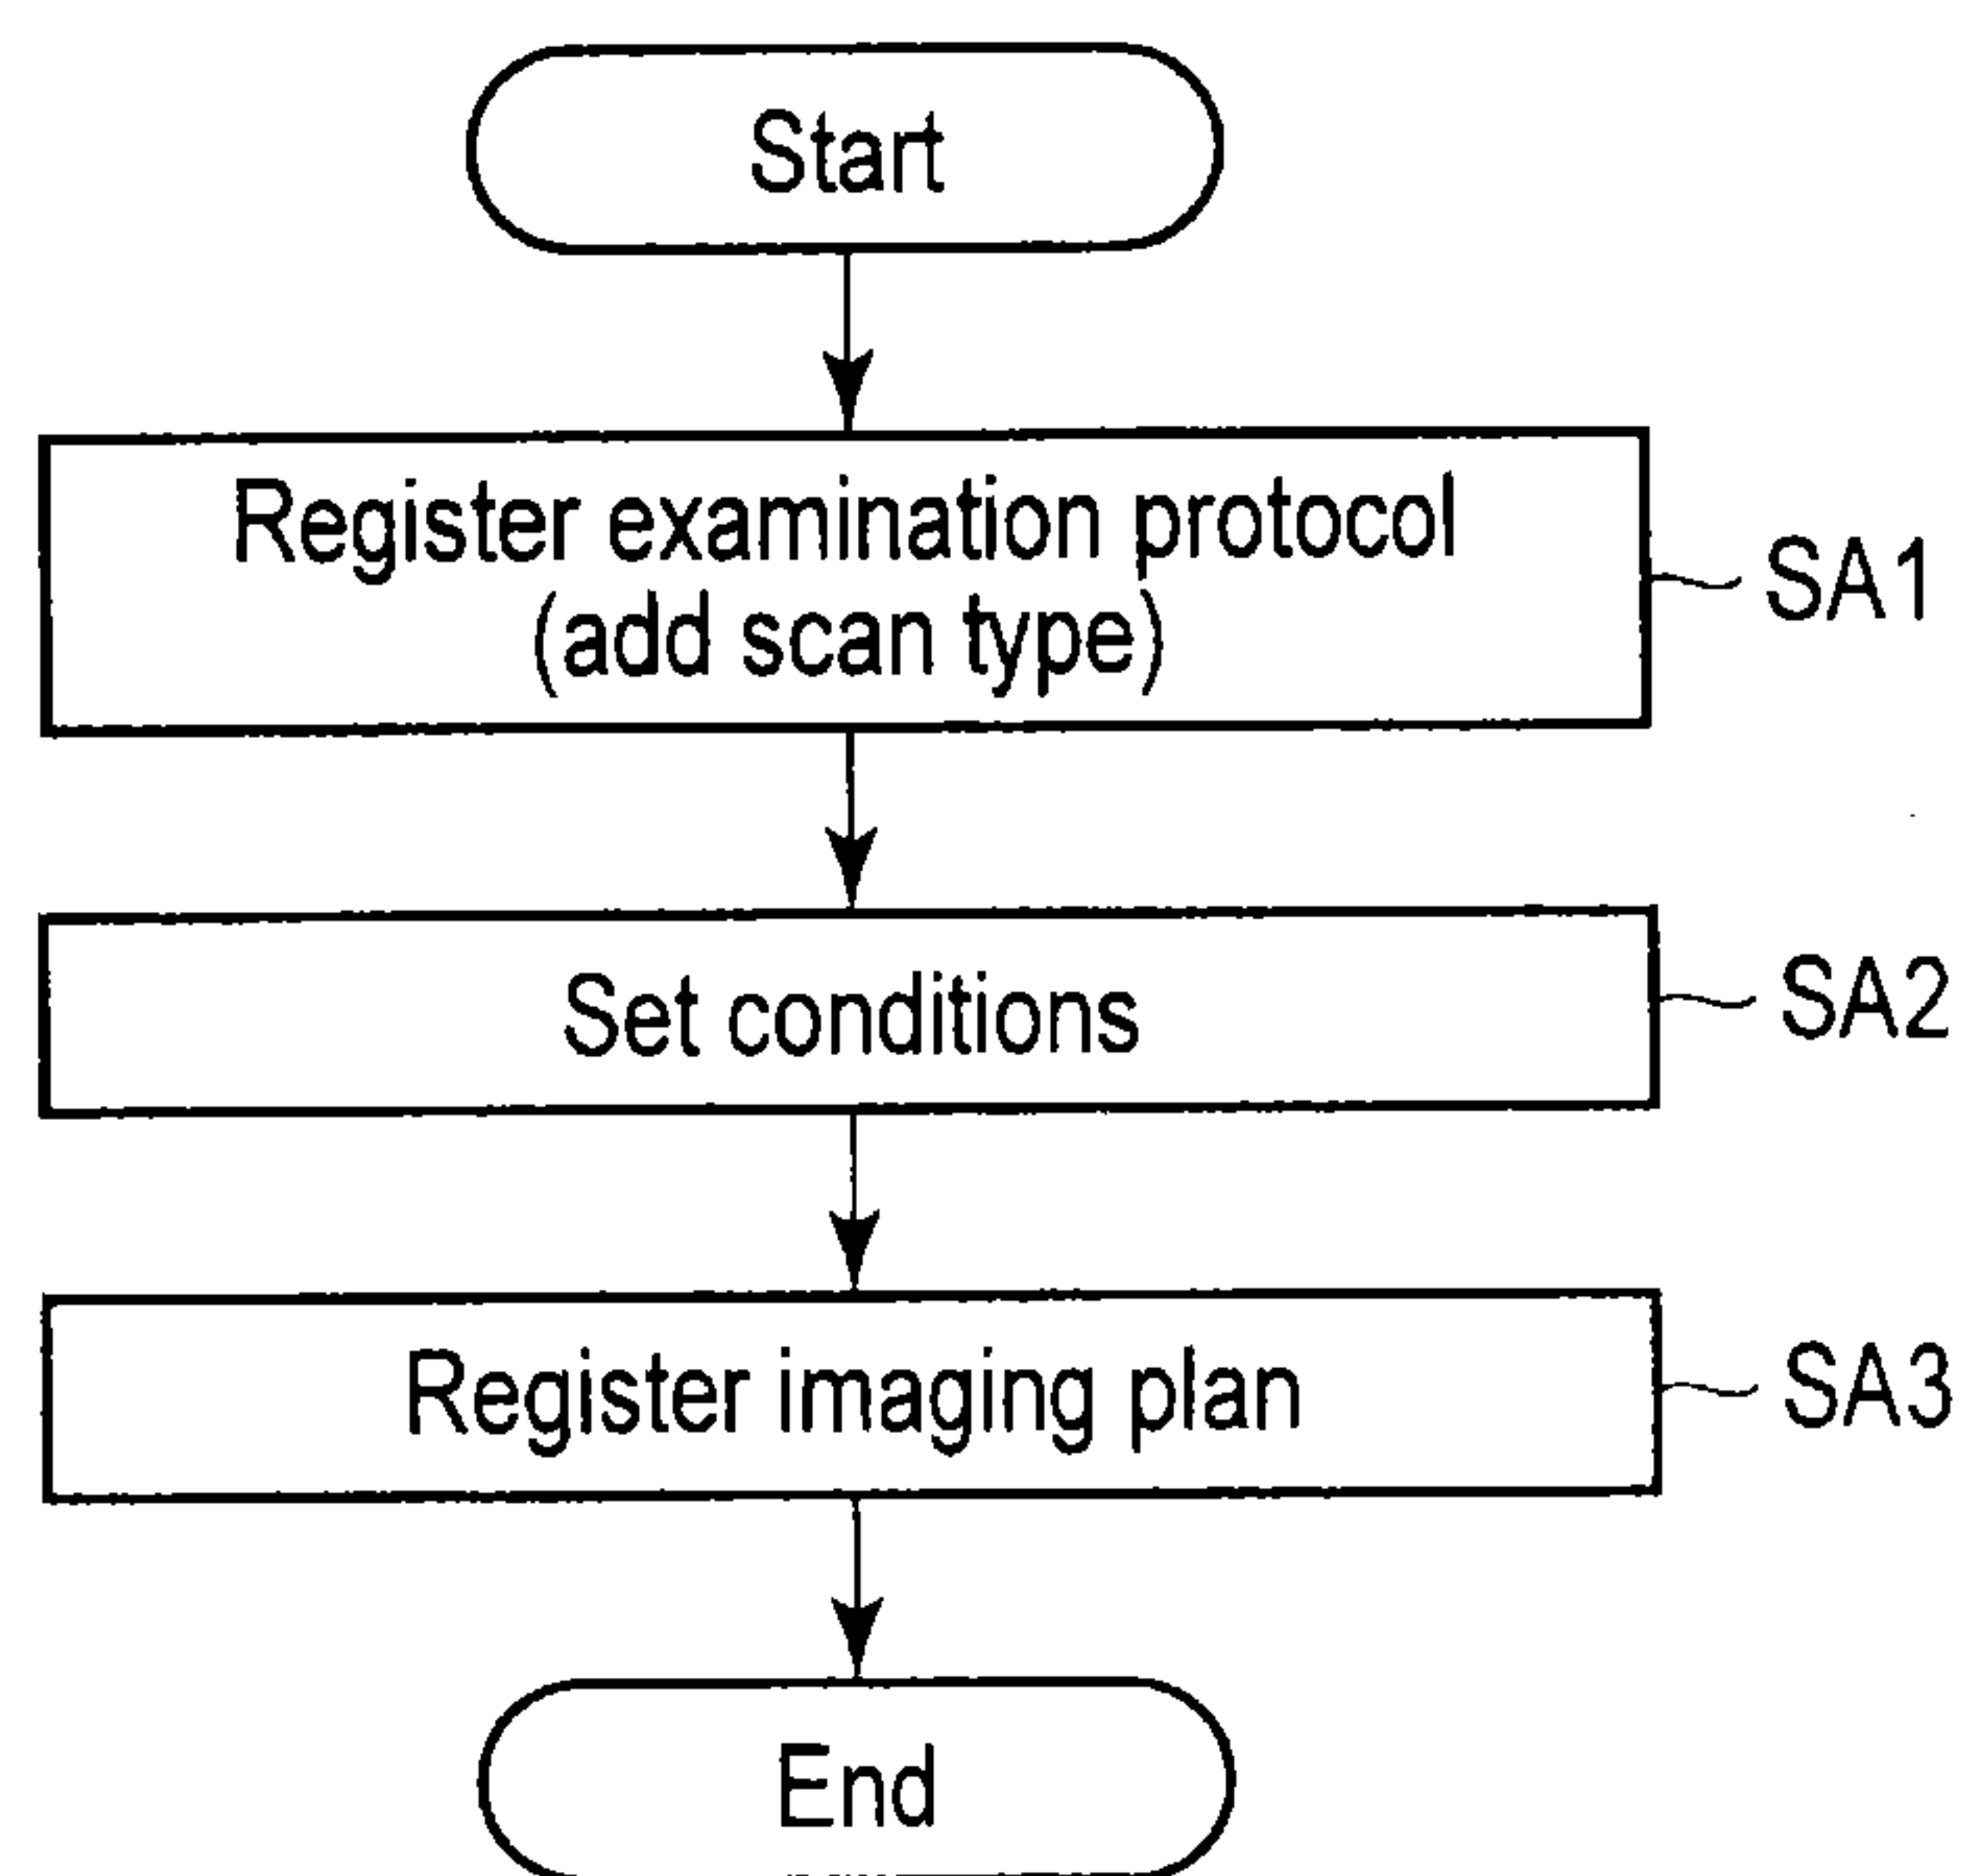 Start
Register examination protocol
(add scan type)
SA1
Set conditions
SA2
Register imaging plan
SA3
End